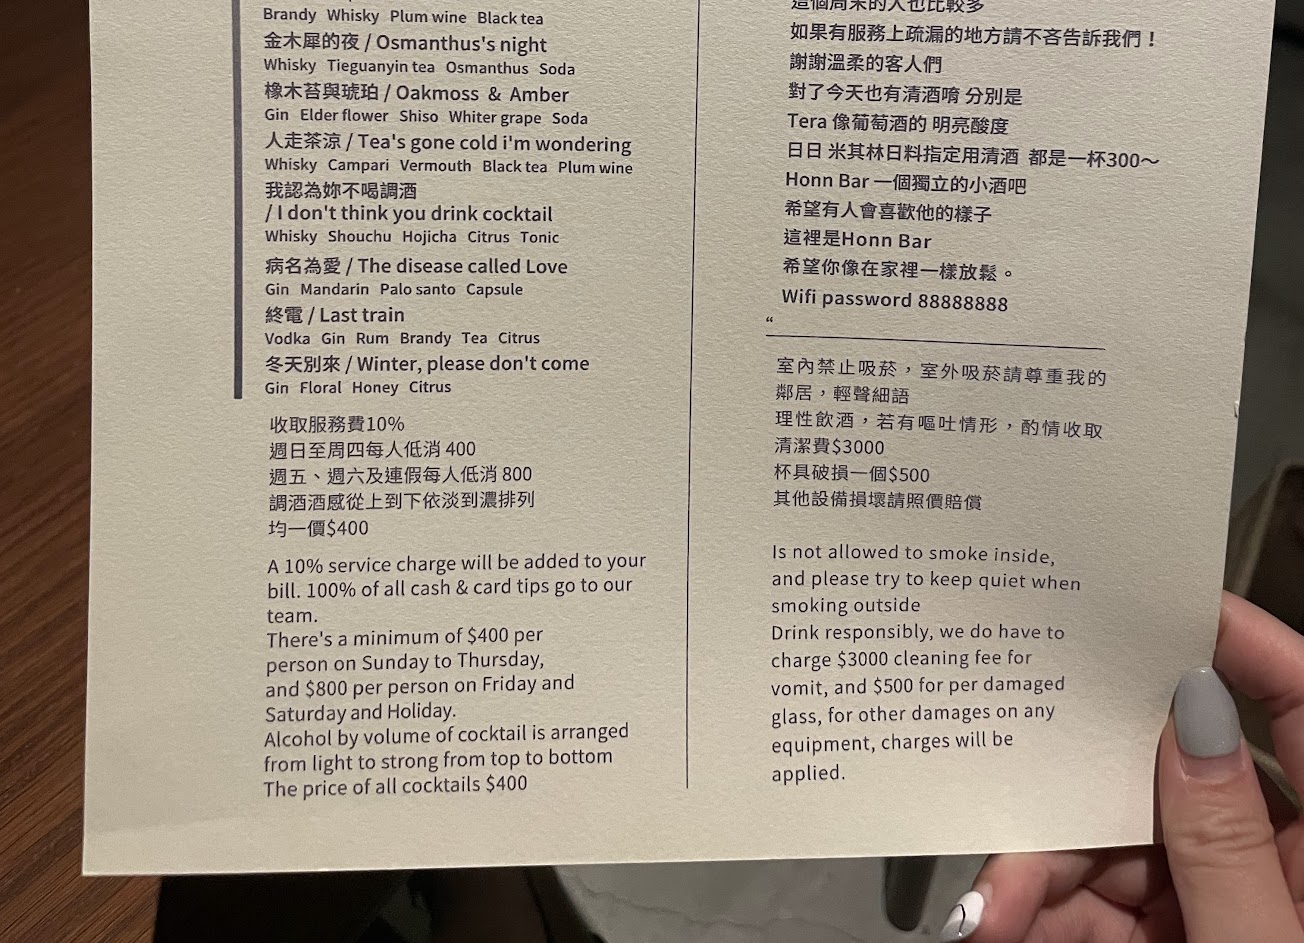 Brandy Whisky Plum wine Black tea
金木犀的夜 / Osmanthus's night
Whisky Tieguanyin tea Osmanthus Soda
橡木苔與琥珀 / Oakmoss & Amber
Gin Elder flower Shiso Whiter grape Soda
人走茶涼 / Tea's gone cold i'm wondering
Whisky Campari Vermouth Black tea Plum wine
我認為妳不喝調酒
/ I don't think you drink cocktail
Whisky Shouchu Hojicha Citrus Tonic
病名為愛 / The disease called Love
Gin Mandarin Palo santo Capsule
終電 / Last train
Vodka Gin Rum Brandy Tea Citrus
冬天別來 / Winter, please don't come
Gin Floral Honey Citrus
收取服務費10%
週日至周四每人低消 400
週五、週六及連假每人低消 800
調酒酒感從上到下依淡到濃排列
均一價$400
A 10% service charge will be added to your
bill. 100% of all cash & card tips go to our
team.
There's a minimum of $400 per
person on Sunday to Thursday,
and $800 per person on Friday and
Saturday and Holiday.
Alcohol by volume of cocktail is arranged
from light to strong from top to bottom
The price of all cocktails $400
這個周末的人也比較多
如果有服務上疏漏的地方請不吝告訴我們！
謝謝溫柔的客人們
對了今天也有清酒唷 分別是
Tera 像葡萄酒的 明亮酸度
日日 米其林日料指定用清酒 都是一杯300～
Honn Bar 一個獨立的小酒吧
希望有人會喜歡他的樣子
這裡是Honn Bar
希望你像在家裡一樣放鬆。
Wifi password 88888888
“
室內禁止吸菸，室外吸菸請尊重我的
鄰居，輕聲細語
理性飲酒，若有嘔吐情形，酌情收取
清潔費$3000
杯具破損一個$500
其他設備損壞請照價賠償
Is not allowed to smoke inside,
and please try to keep quiet when
smoking outside
Drink responsibly, we do have to
charge $3000 cleaning fee for
vomit, and $500 for per damaged
glass, for other damages on any
equipment, charges will be
applied.